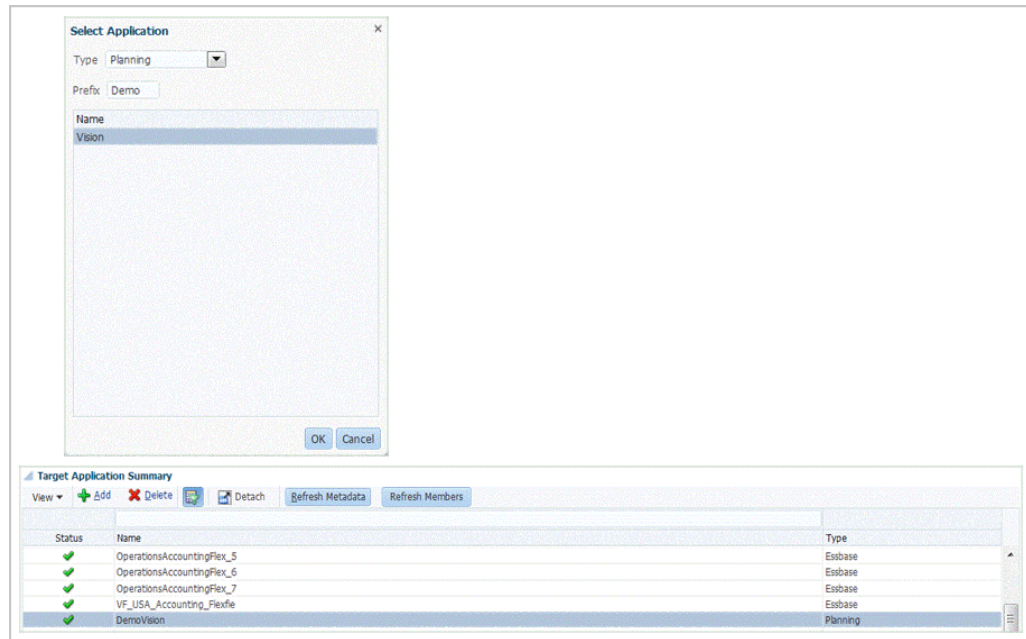 Select Application
Type Planning
Prefix Demo
Name
Vision
OK Cancel
Target Application Summary
View Add Delete Detach Refresh Metadata Refresh Members
Status Name Type
OperationsAccountingFlex_5 Essbase
OperationsAccountingFlex_6 Essbase
OperationsAccountingFlex_7 Essbase
VF_USA_Accounting_Flexfie Essbase
DemoVision Planning